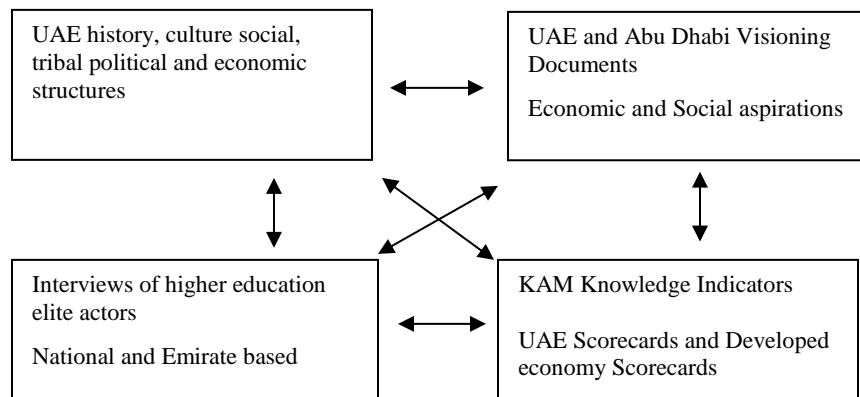 UAE history, culture social,
tribal political and economic
structures
UAE and Abu Dhabi Visioning
Documents
Economic and Social aspirations
Interviews of higher education
elite actors
National and Emirate based
KAM Knowledge Indicators
UAE Scorecards and Developed
economy Scorecards